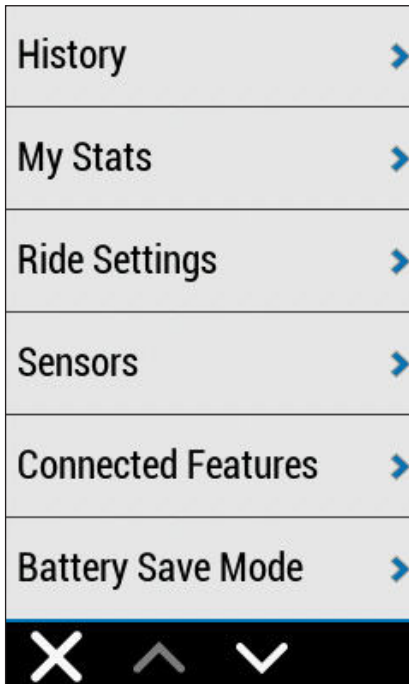 History
My Stats
Ride Settings
Sensors
Connected Features
Battery Save Mode